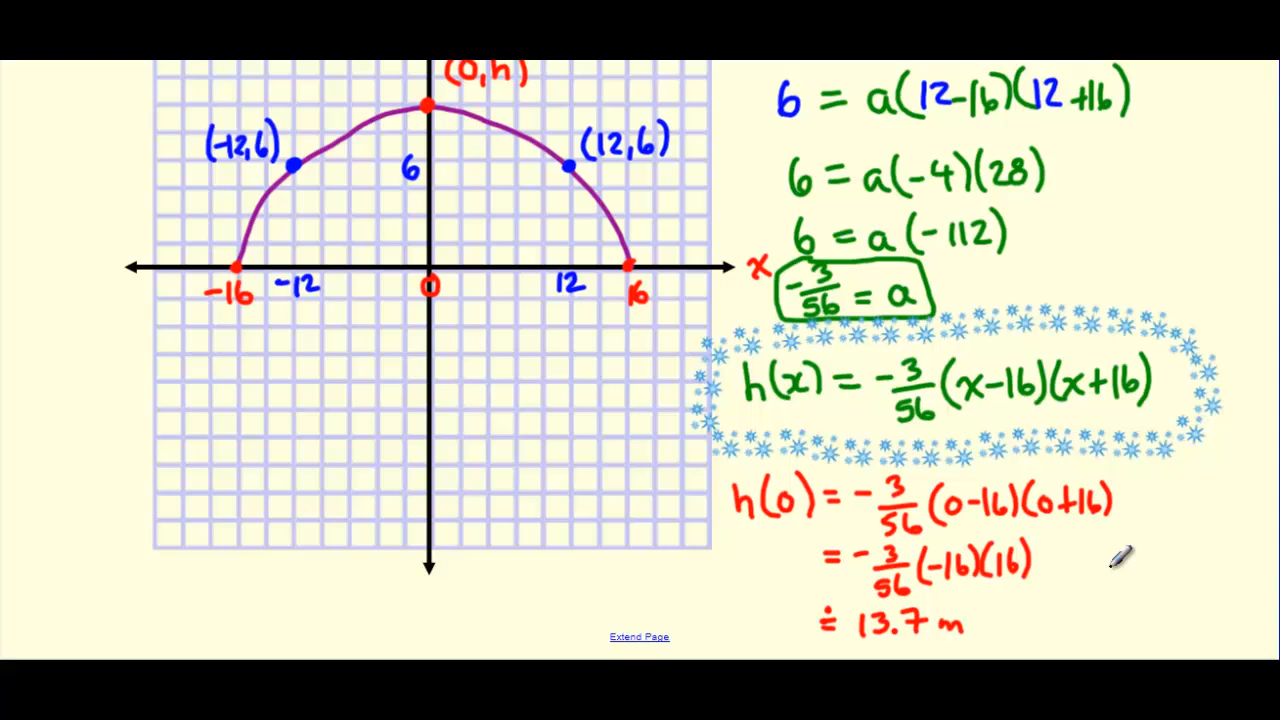 (0,h)
(-12,6)
6
(12,6)
x
-16
-12
0
12
16
6 = a(12-16)(12+16)
6 = a(-4)(28)
6 = a(-112)
-3/56 = a
h(x) = -3/56 (x-16)(x+16)
h(0) = -3/56 (0-16)(0+16)
= -3/56 (-16)(16)
≐ 13.7 m
Extend Page